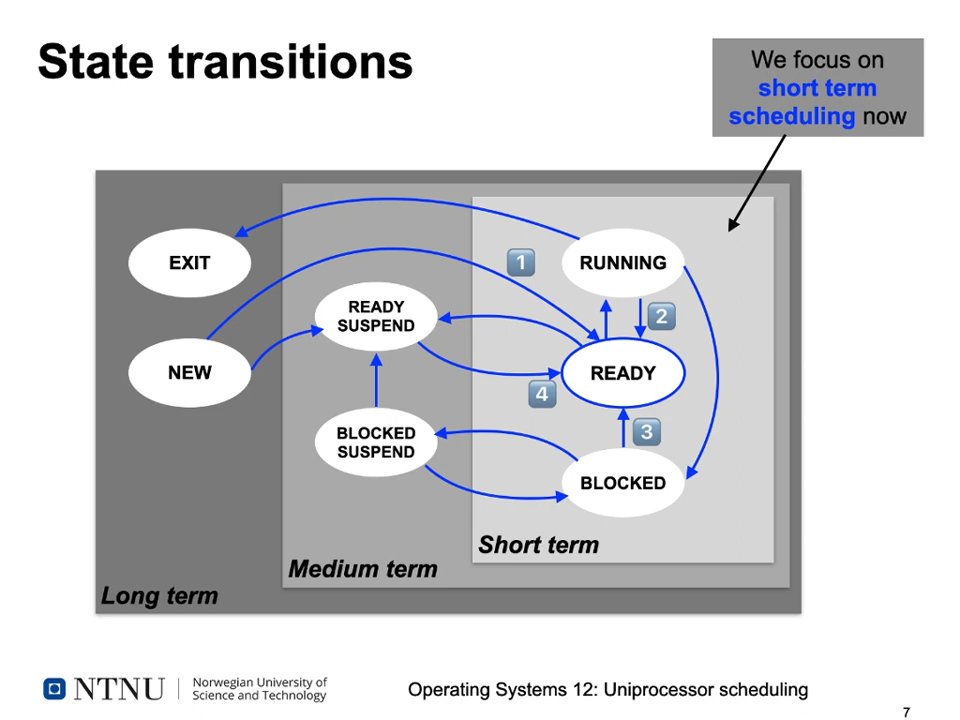 State transitions
We focus on
short term
scheduling now
EXIT
RUNNING
1
READY
SUSPEND
2
NEW
READY
4
BLOCKED
SUSPEND
3
BLOCKED
Short term
Medium term
Long term
NTNU
Norwegian University of
Science and Technology
Operating Systems 12: Uniprocessor scheduling
7